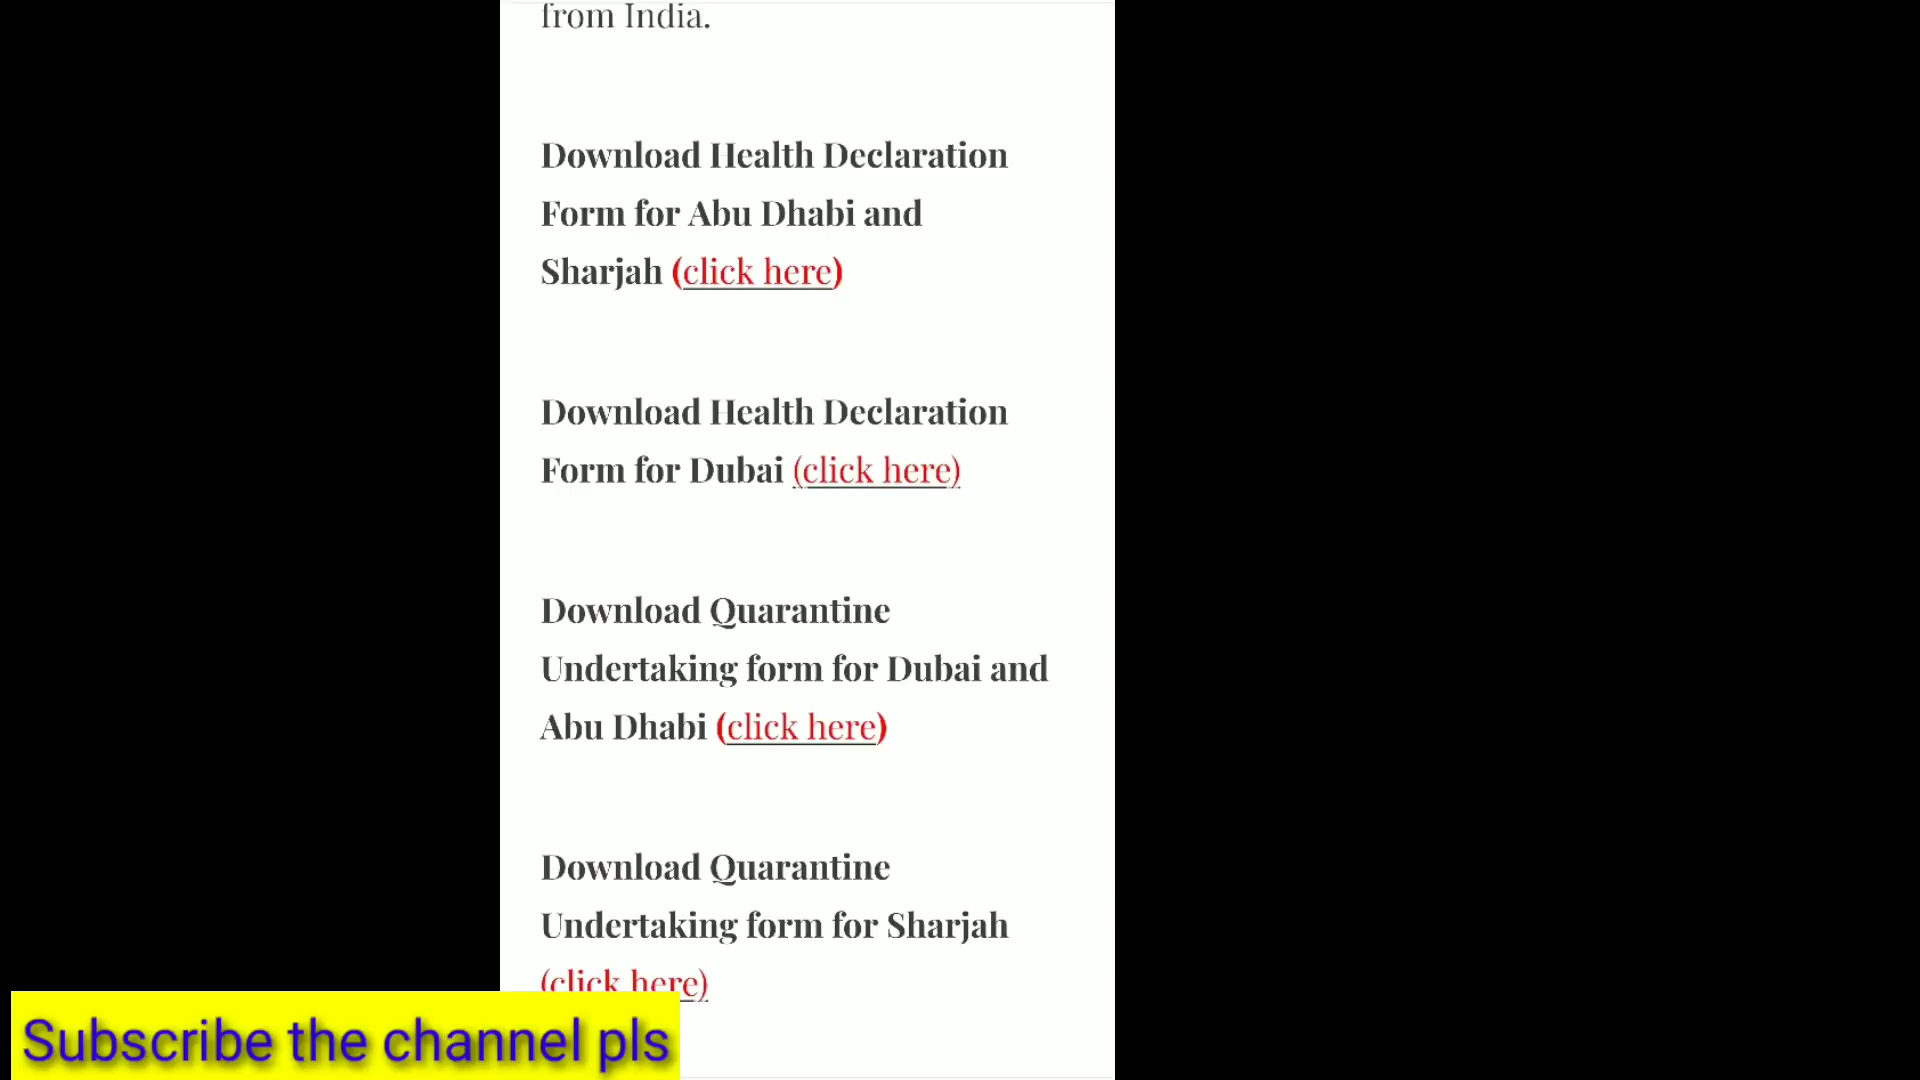 from India.
Download Health Declaration
Form for Abu Dhabi and
Sharjah (click here)
Download Health Declaration
Form for Dubai (click here)
Download Quarantine
Undertaking form for Dubai and
Abu Dhabi (click here)
Download Quarantine
Undertaking form for Sharjah
(click here)
Subscribe the channel pls